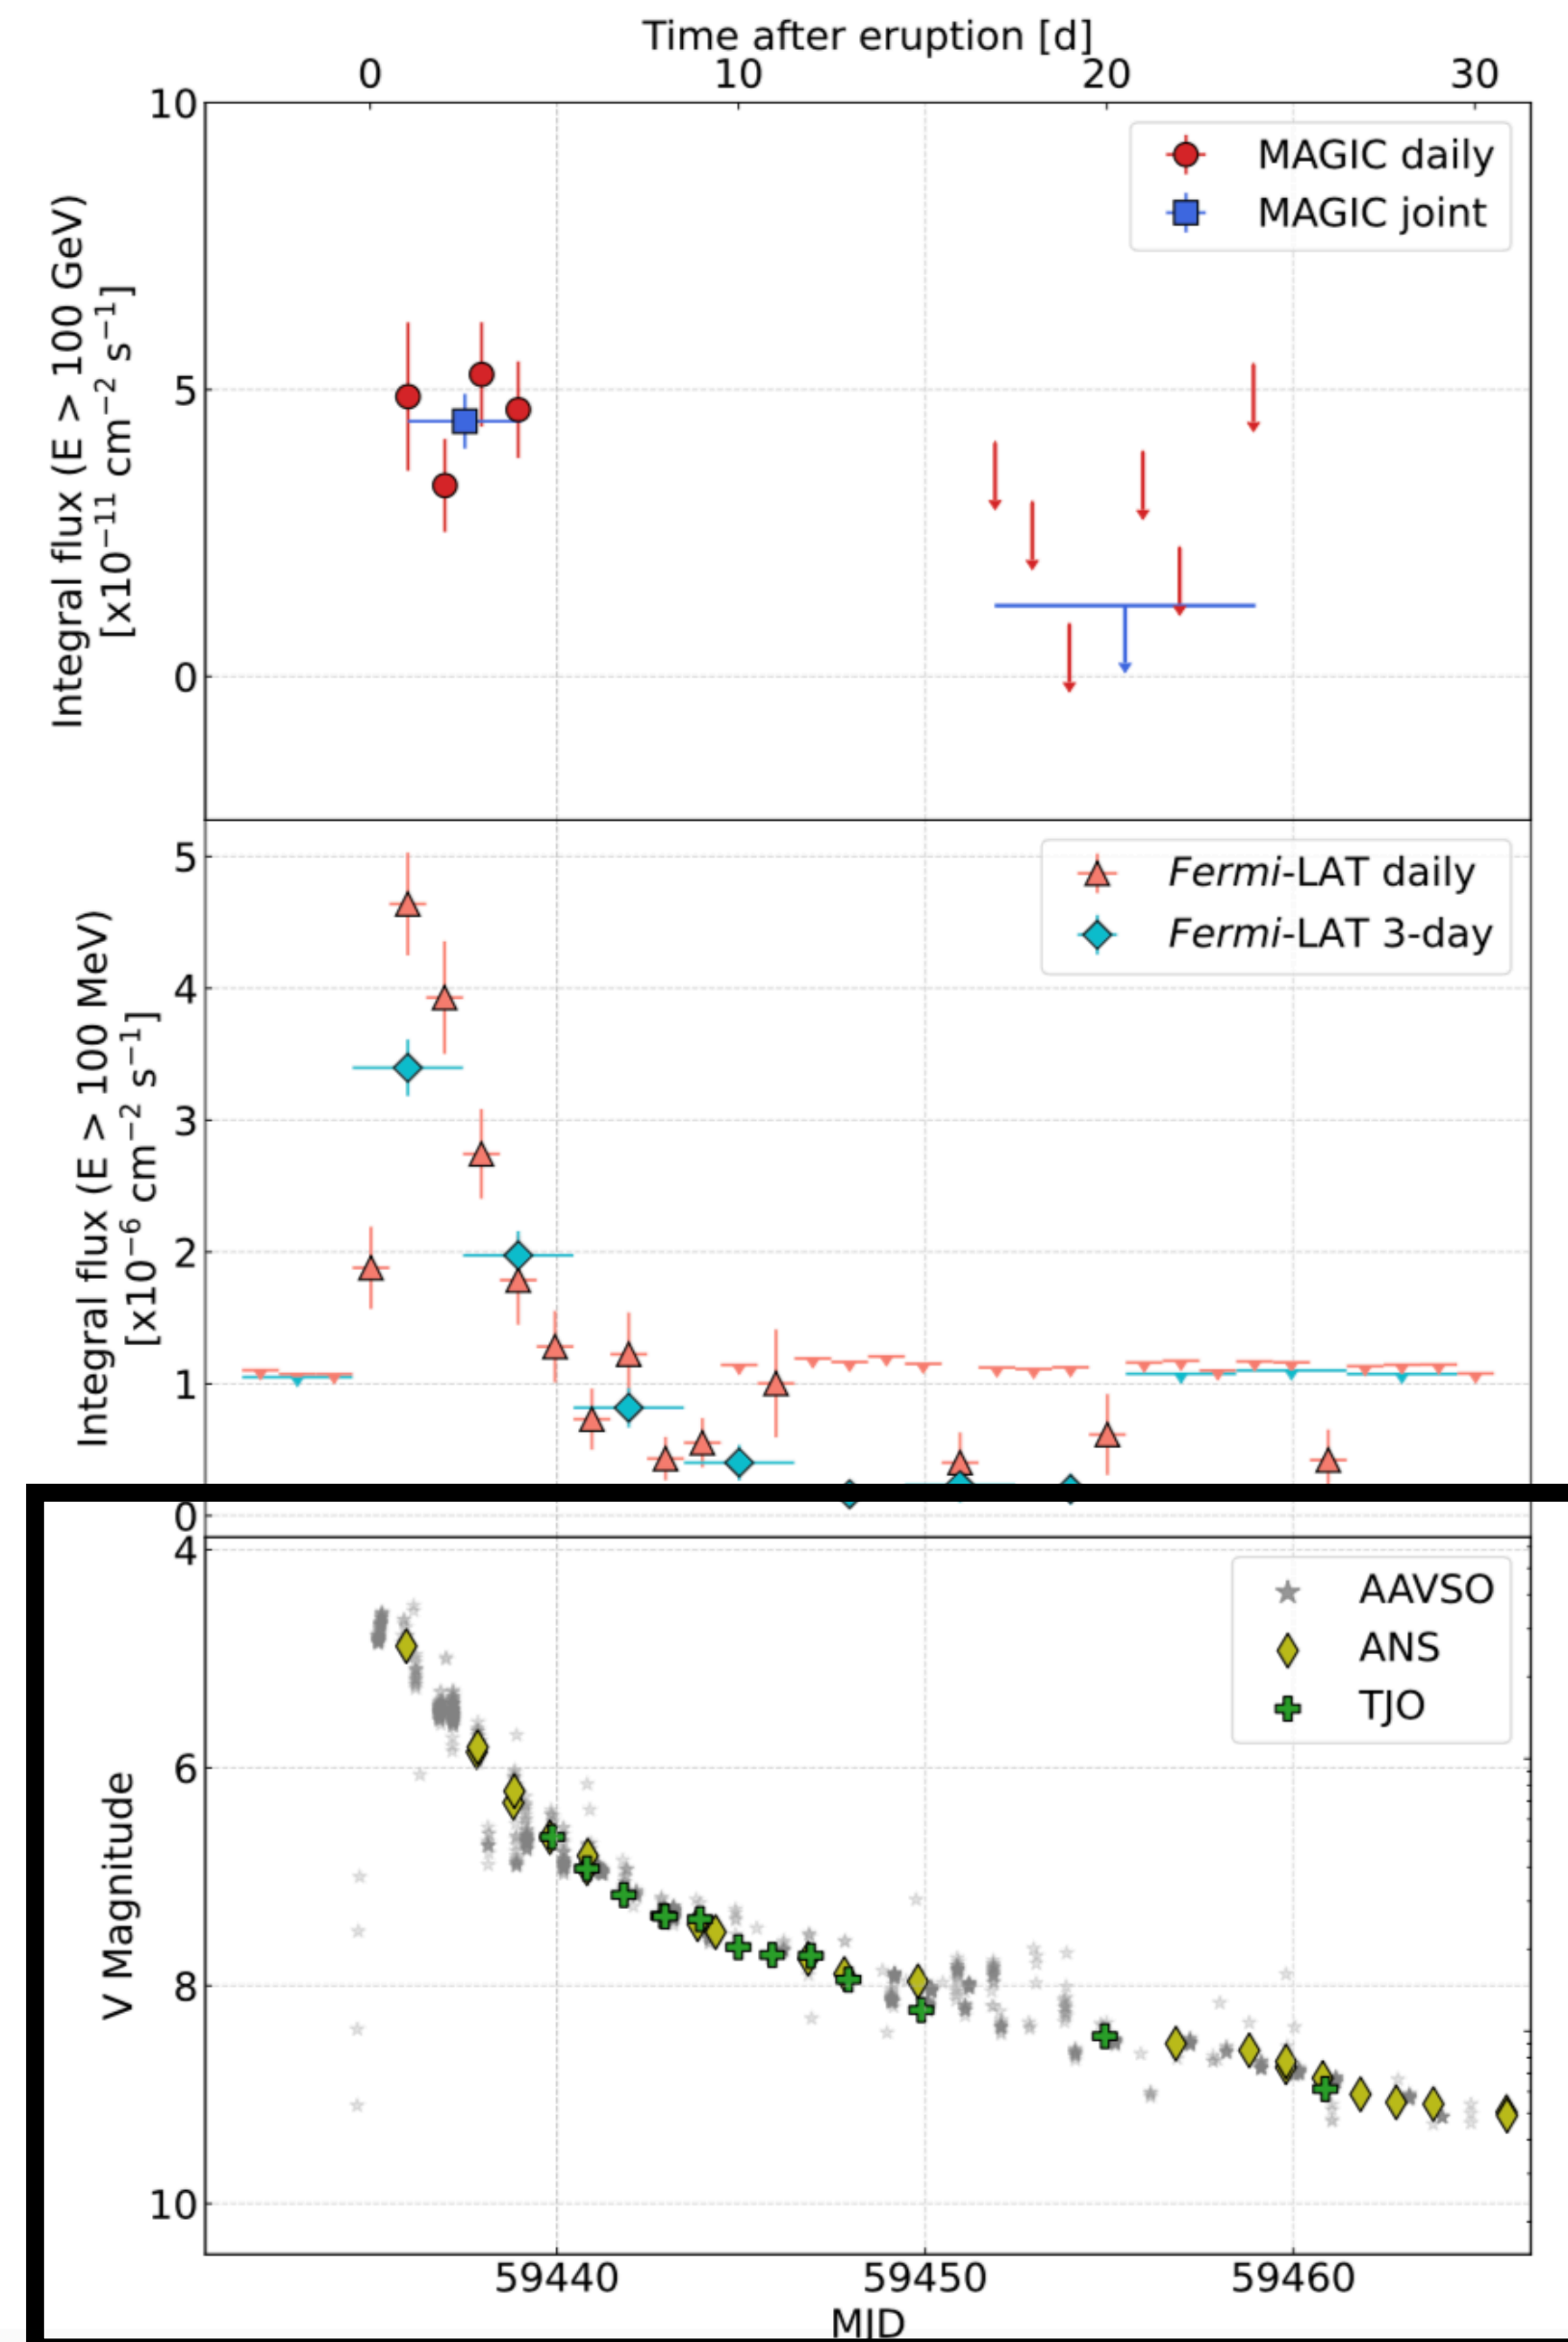 Time after eruption [d]
0 10 20 30
10
5
0
Integral flux (E > 100 GeV)
[x10⁻¹¹ cm⁻² s⁻¹]
MAGIC daily
MAGIC joint
5
4
3
2
1
0
Integral flux (E > 100 MeV)
[x10⁻⁶ cm⁻² s⁻¹]
Fermi-LAT daily
Fermi-LAT 3-day
4
6
8
10
V Magnitude
AAVSO
ANS
TJO
59440 59450 59460
MJD